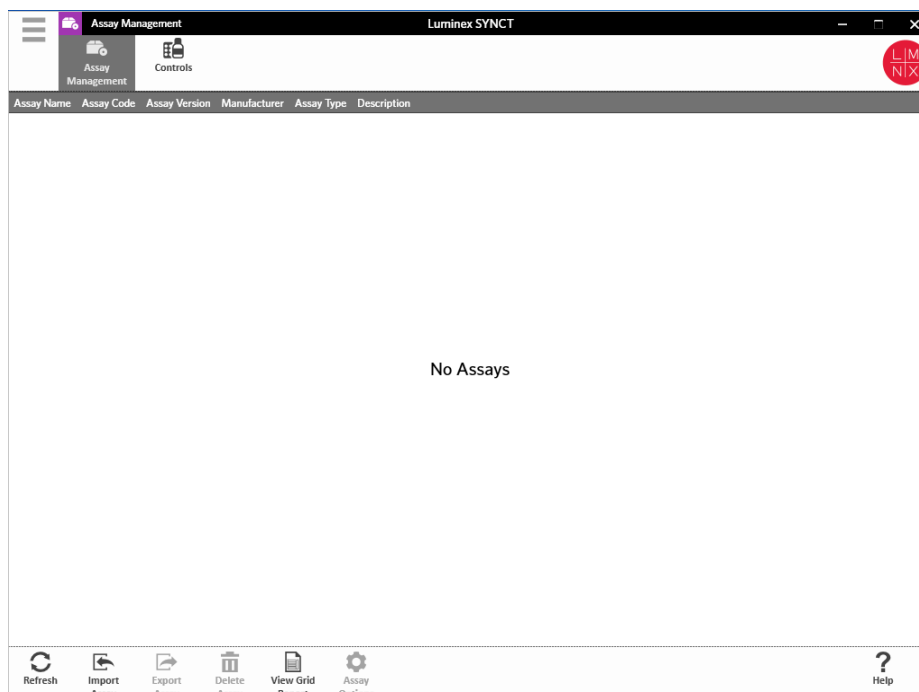 Assay Management Luminex SYNCT
Assay
Management
Controls
L M
N X
Assay Name Assay Code Assay Version Manufacturer Assay Type Description
No Assays
Refresh Import Export Delete View Grid Assay Help